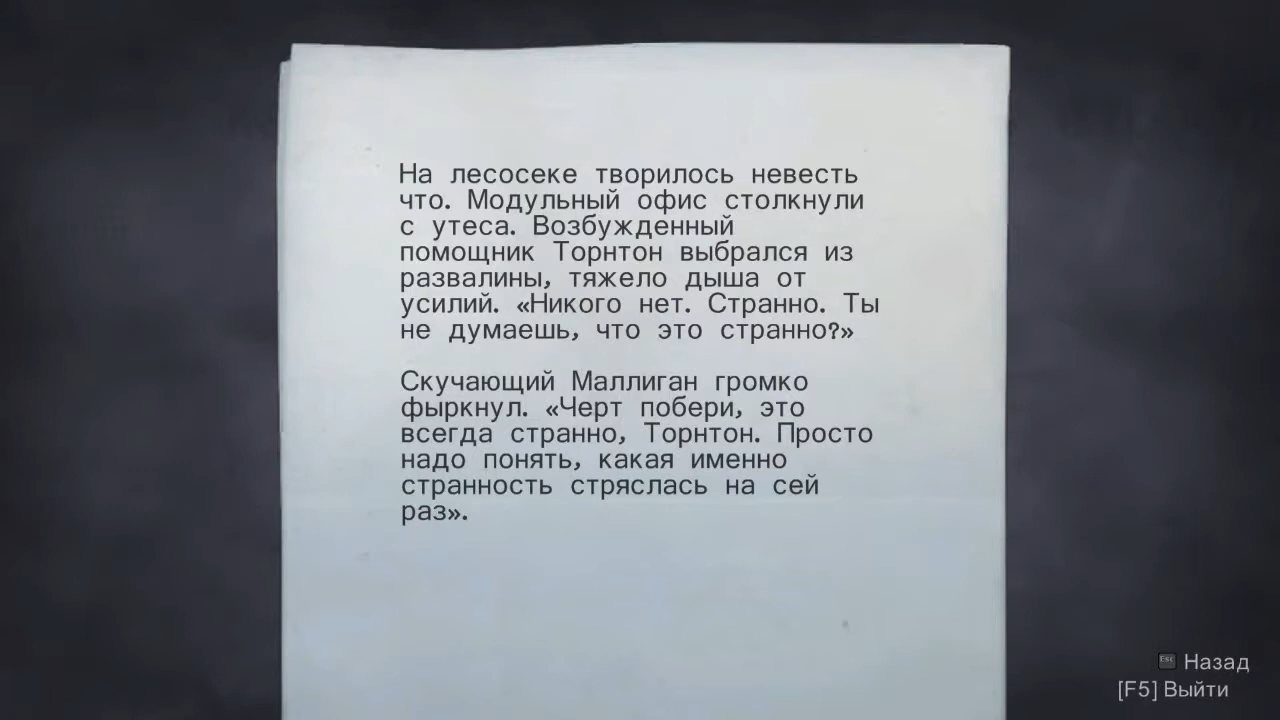 На лесосеке творилось невесть
что. Модульный офис столкнули
с утеса. Возбужденный
помощник Торнтон выбрался из
развалины, тяжело дыша от
усилий. «Никого нет. Странно. Ты
не думаешь, что это странно?»
Скучающий Маллиган громко
фыркнул. «Черт побери, это
всегда странно, Торнтон. Просто
надо понять, какая именно
странность стряслась на сей
раз».
Esc Назад
[F5] Выйти